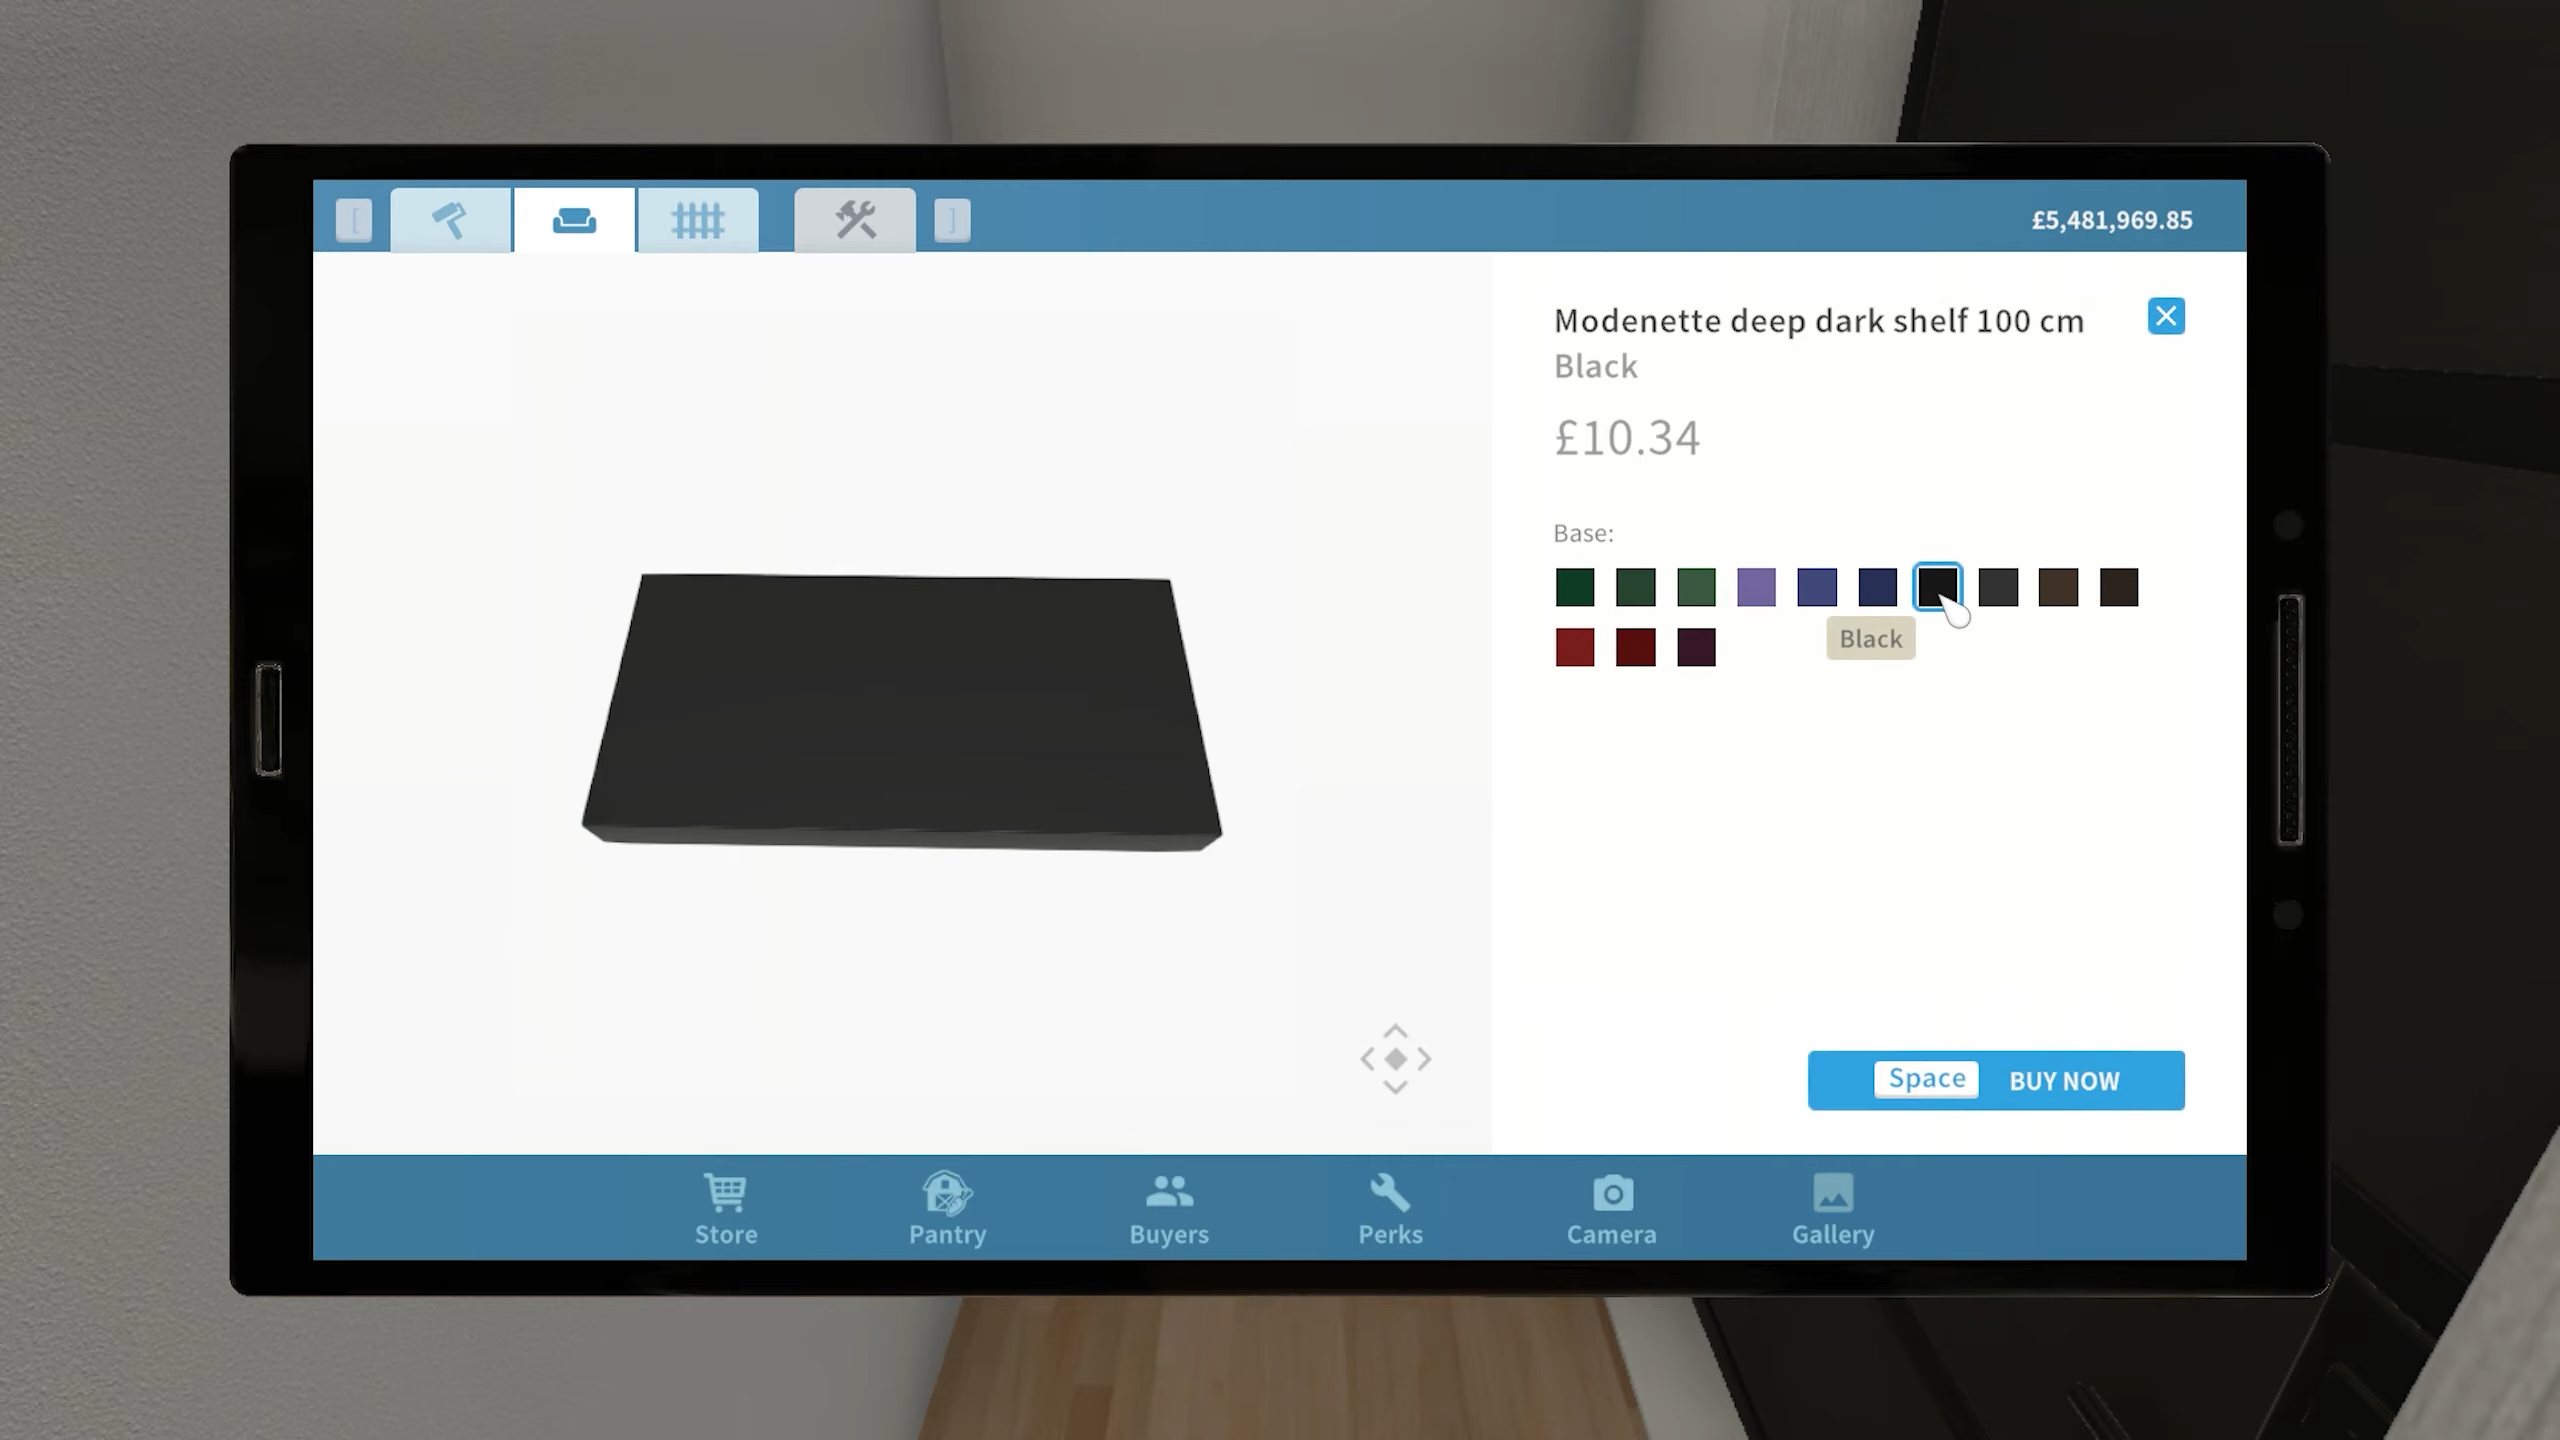 [
]
£5,481,969.85
Modenette deep dark shelf 100 cm
Black
£10.34
Base:
Black
Space BUY NOW
Store Pantry Buyers Perks Camera Gallery